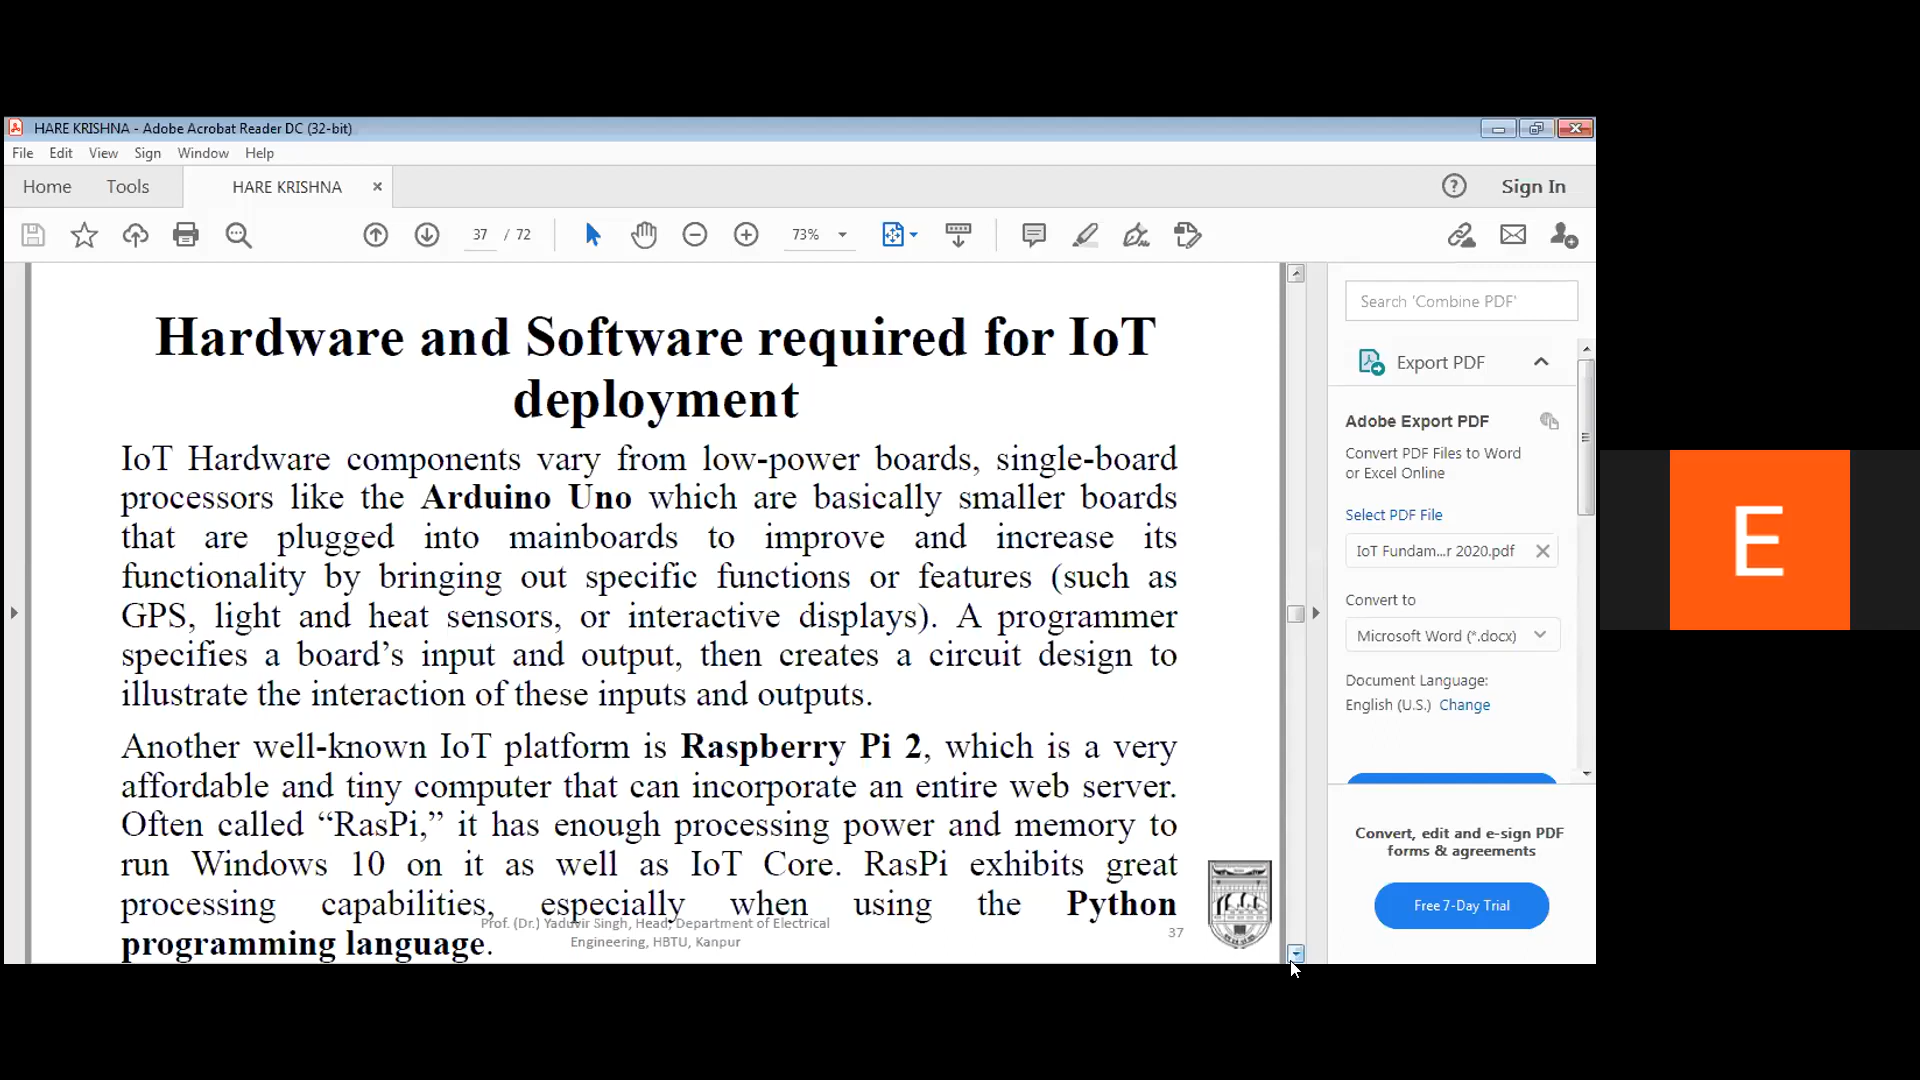 HARE KRISHNA - Adobe Acrobat Reader DC (32-bit)
File Edit View Sign Window Help
Home Tools HARE KRISHNA Sign In
37 / 72 73%
Hardware and Software required for IoT
deployment
IoT Hardware components vary from low-power boards, single-board
processors like the Arduino Uno which are basically smaller boards
that are plugged into mainboards to improve and increase its
functionality by bringing out specific functions or features (such as
GPS, light and heat sensors, or interactive displays). A programmer
specifies a board’s input and output, then creates a circuit design to
illustrate the interaction of these inputs and outputs.
Another well-known IoT platform is Raspberry Pi 2, which is a very
affordable and tiny computer that can incorporate an entire web server.
Often called “RasPi,” it has enough processing power and memory to
run Windows 10 on it as well as IoT Core. RasPi exhibits great
processing capabilities, especially when using the Python
programming language.
Prof. (Dr.) Yaduvir Singh, Head, Department of Electrical
Engineering, HBTU, Kanpur
37
Search 'Combine PDF'
Export PDF
Adobe Export PDF
Convert PDF Files to Word
or Excel Online
Select PDF File
IoT Fundam...r 2020.pdf
Convert to
Microsoft Word (*.docx)
Document Language:
English (U.S.) Change
Convert, edit and e-sign PDF
forms & agreements
Free 7-Day Trial
E